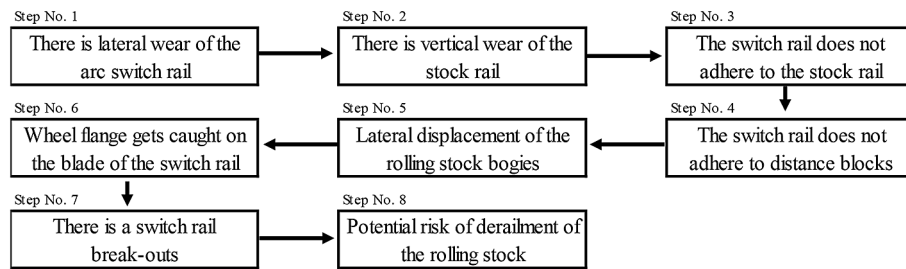 Step No. 1
There is lateral wear of the
arc switch rail
Step No. 2
There is vertical wear of the
stock rail
Step No. 3
The switch rail does not
adhere to the stock rail
Step No. 4
The switch rail does not
adhere to distance blocks
Step No. 5
Lateral displacement of the
rolling stock bogies
Step No. 6
Wheel flange gets caught on
the blade of the switch rail
Step No. 7
There is a switch rail
break-outs
Step No. 8
Potential risk of derailment of
the rolling stock